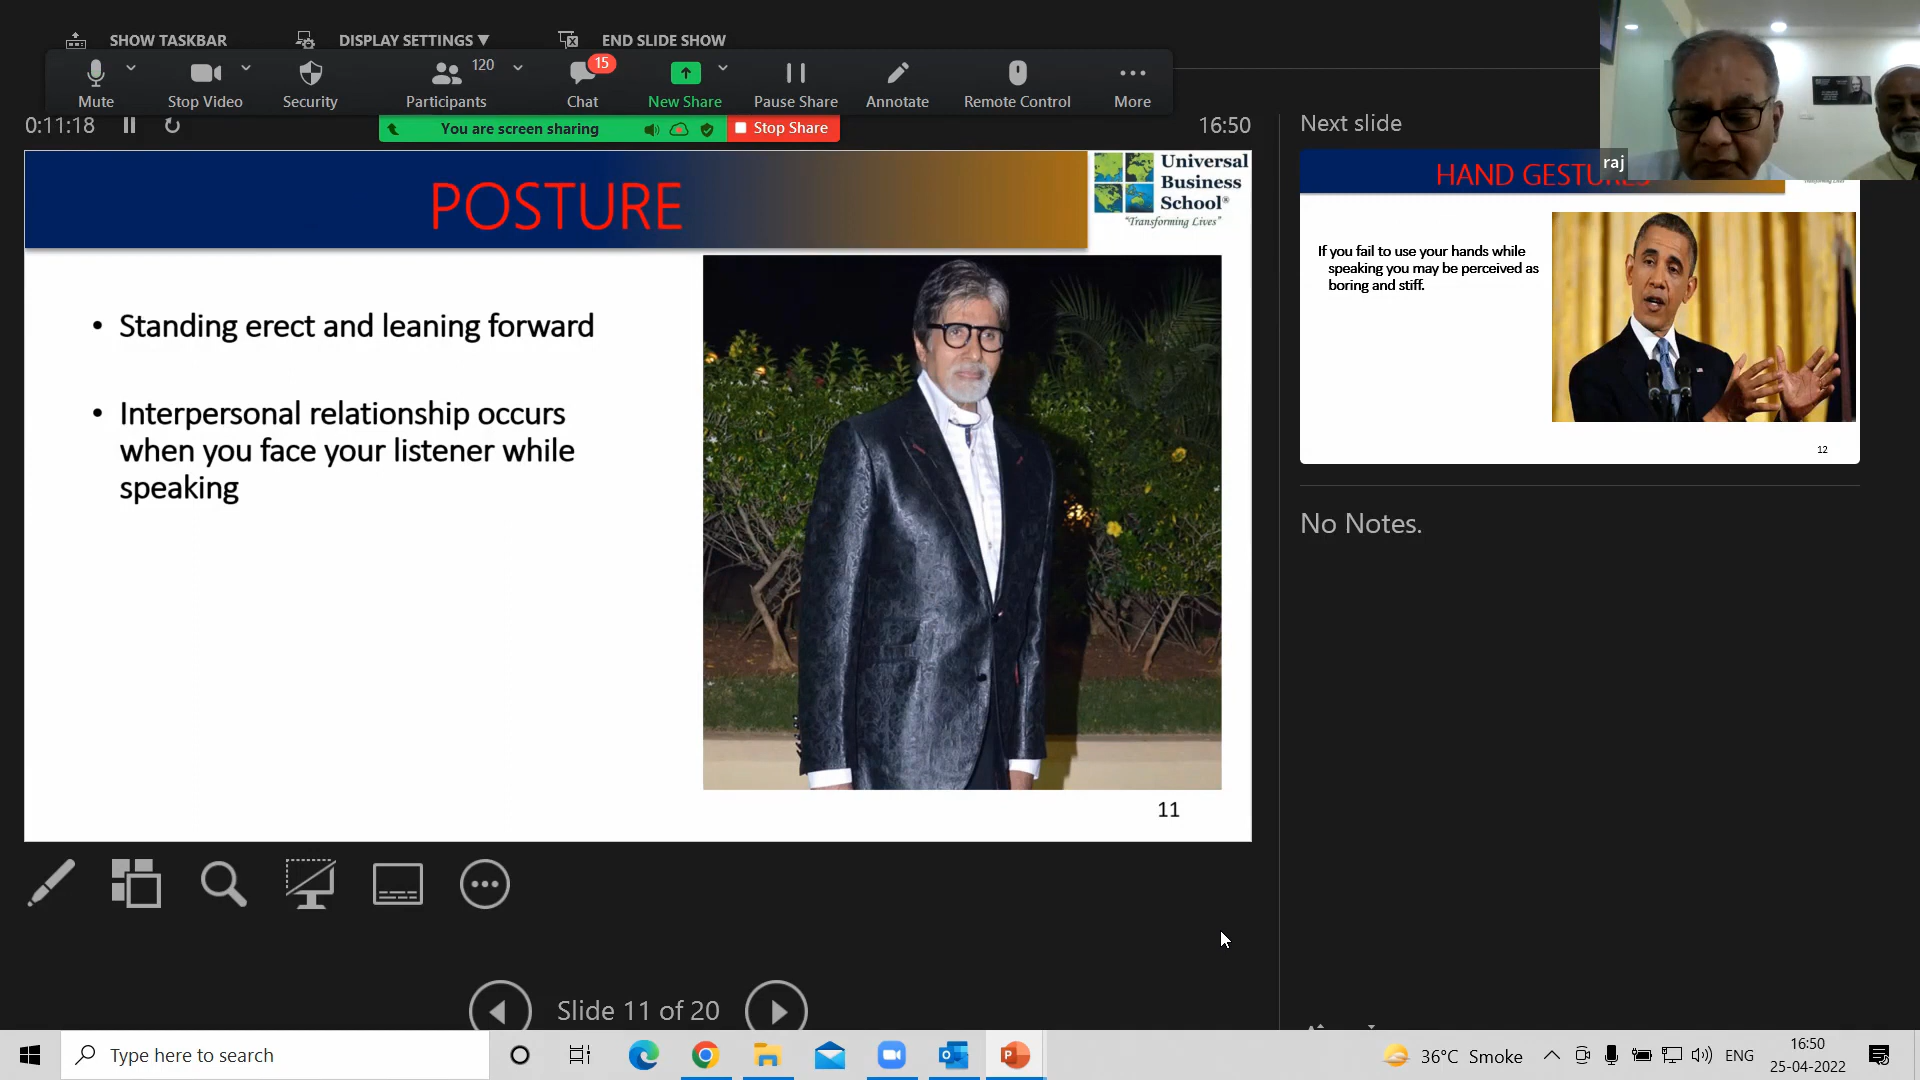 SHOW TASKBAR
DISPLAY SETTINGS ▼
END SLIDE SHOW
Mute
Stop Video
Security
120
Participants
15
Chat
New Share
Pause Share
Annotate
Remote Control
More
0:11:18
You are screen sharing
Stop Share
16:50
POSTURE
Universal
Business
School®
"Transforming Lives"
• Standing erect and leaning forward
• Interpersonal relationship occurs
when you face your listener while
speaking
11
Next slide
raj
HAND GESTURES
If you fail to use your hands while
speaking you may be perceived as
boring and stiff.
12
No Notes.
Slide 11 of 20
Type here to search
36°C Smoke
ENG
16:50
25-04-2022